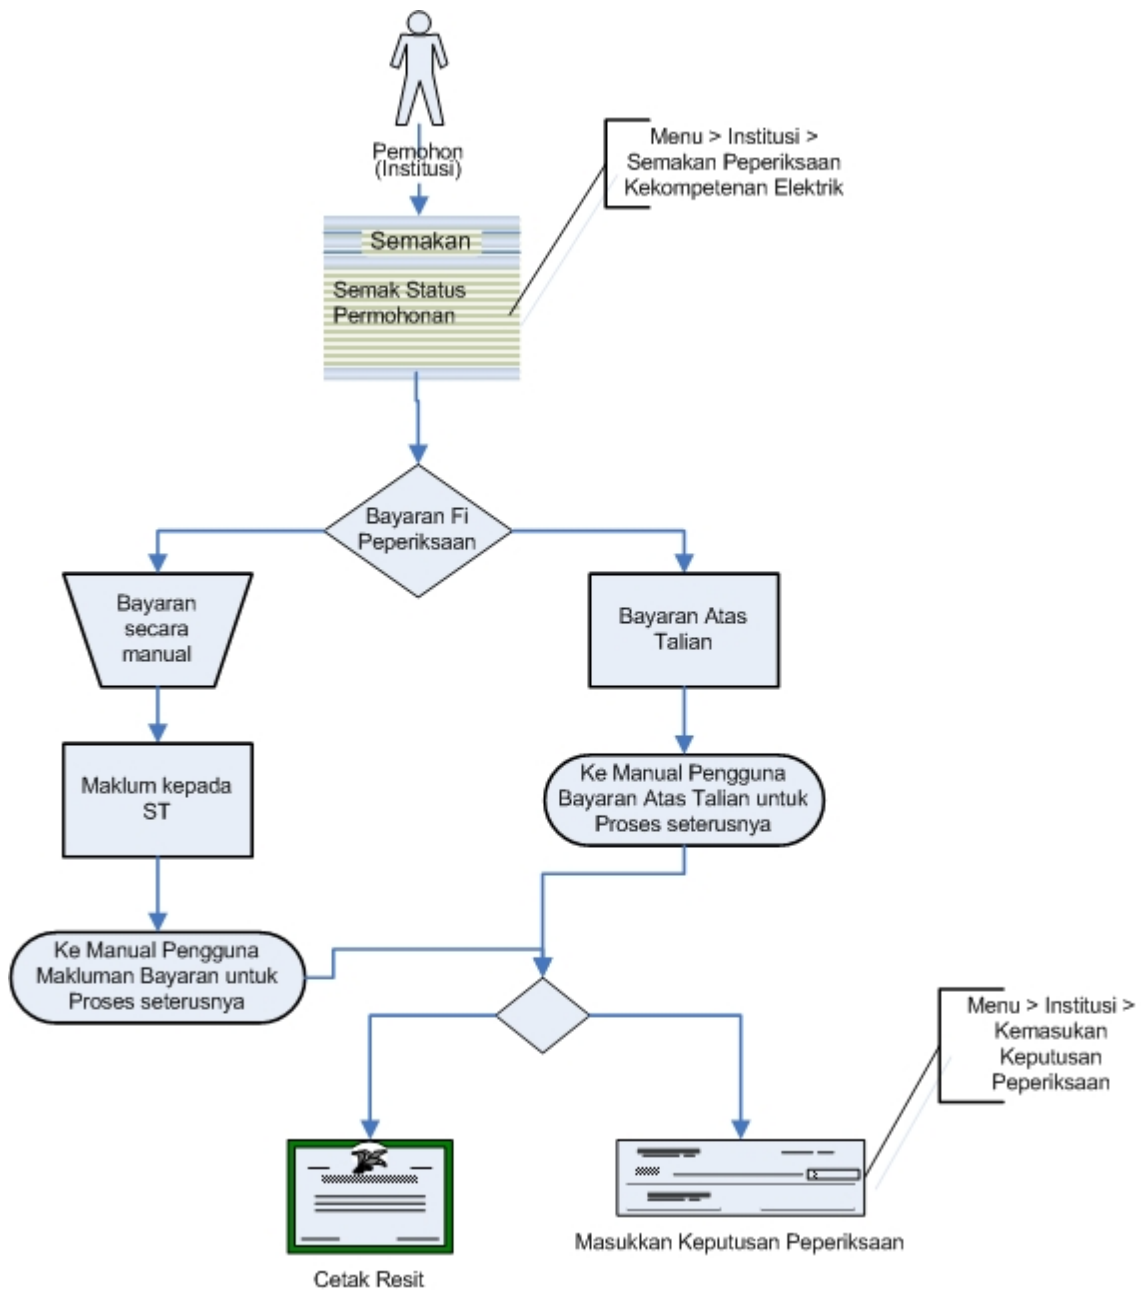 Pemohon
(Institusi)
Menu > Institusi >
Semakan Peperiksaan
Kekompetenan Elektrik
Semakan
Semak Status
Permohonan
Bayaran Fi
Peperiksaan
Bayaran
secara
manual
Bayaran Atas
Talian
Maklum kepada
ST
Ke Manual Pengguna
Bayaran Atas Talian untuk
Proses seterusnya
Ke Manual Pengguna
Makluman Bayaran untuk
Proses seterusnya
Menu > Institusi >
Kemasukan
Keputusan
Peperiksaan
Masukkan Keputusan Peperiksaan
Cetak Resit